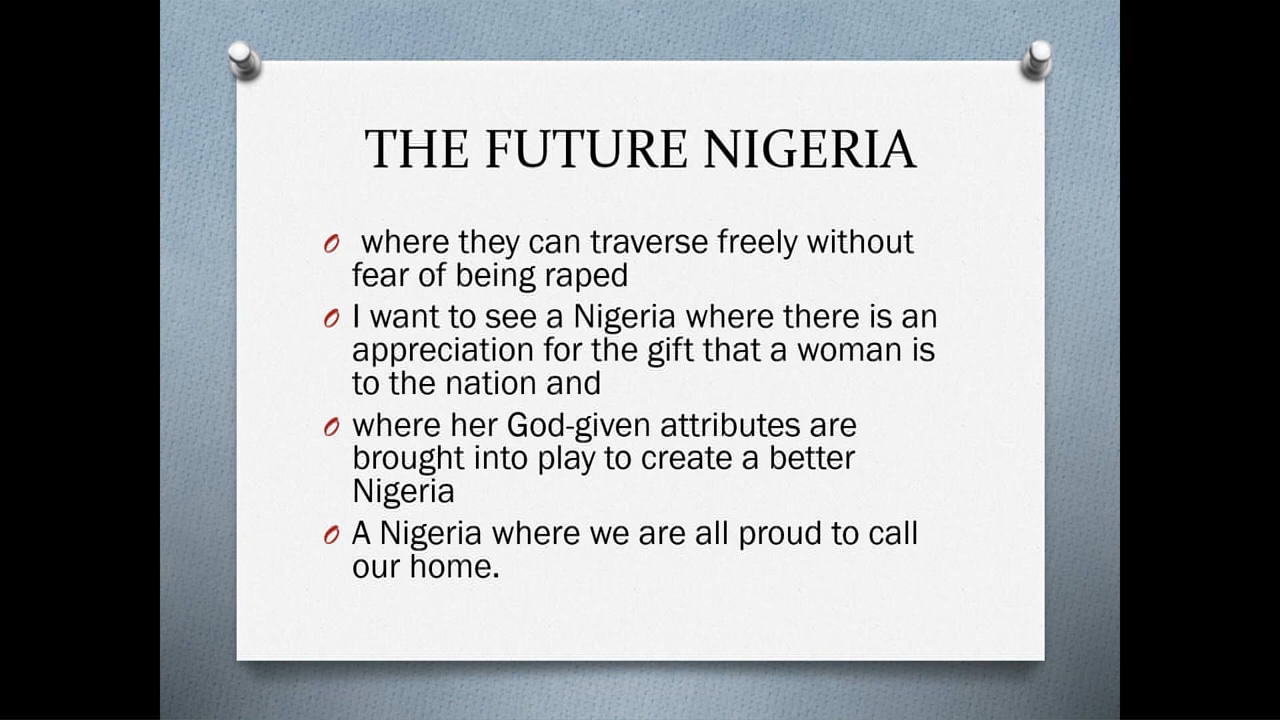 THE FUTURE NIGERIA
where they can traverse freely without
fear of being raped
I want to see a Nigeria where there is an
appreciation for the gift that a woman is
to the nation and
where her God-given attributes are
brought into play to create a better
Nigeria
A Nigeria where we are all proud to call
our home.